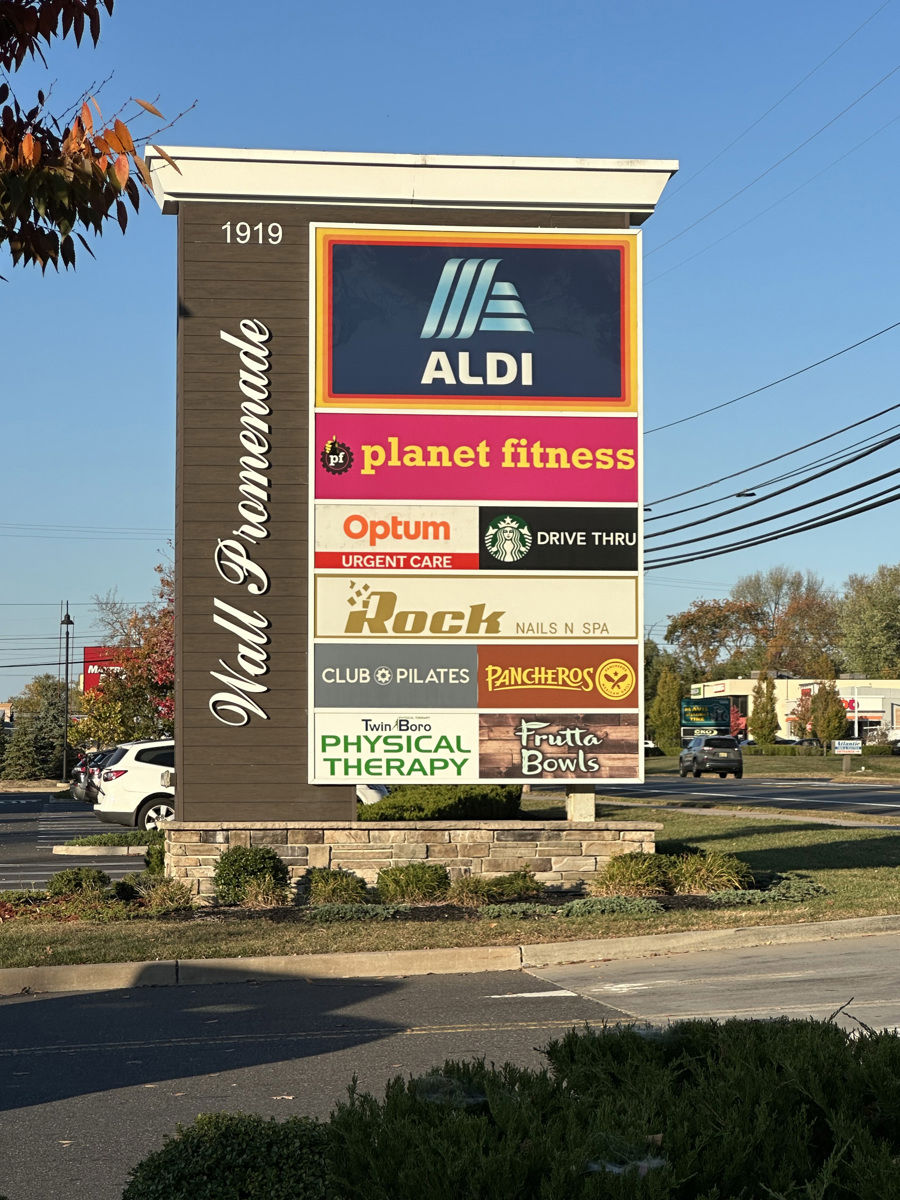 1919
Wall Promenade
ALDI
pf planet fitness
Optum
URGENT CARE
DRIVE THRU
Rock NAILS N SPA
CLUB PILATES
PANCHEROS
Twin Boro
PHYSICAL
THERAPY
Frutta
Bowls